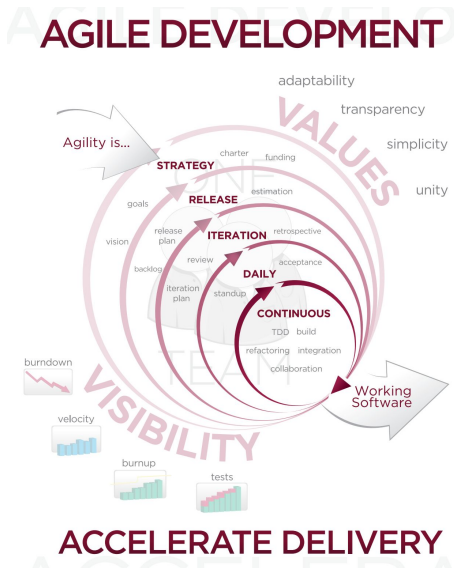 AGILE DEVELOPMENT
adaptability
transparency
VALUES
simplicity
Agility is...
unity
charter
funding
STRATEGY
ONE
estimation
RELEASE
goals
release
plan
retrospective
ITERATION
vision
review
acceptance
backlog
DAILY
iteration
plan
standup
CONTINUOUS
TDD
build
refactoring
integration
TEAM
collaboration
burndown
VISIBILITY
Working
Software
velocity
burnup
tests
ACCELERATE DELIVERY